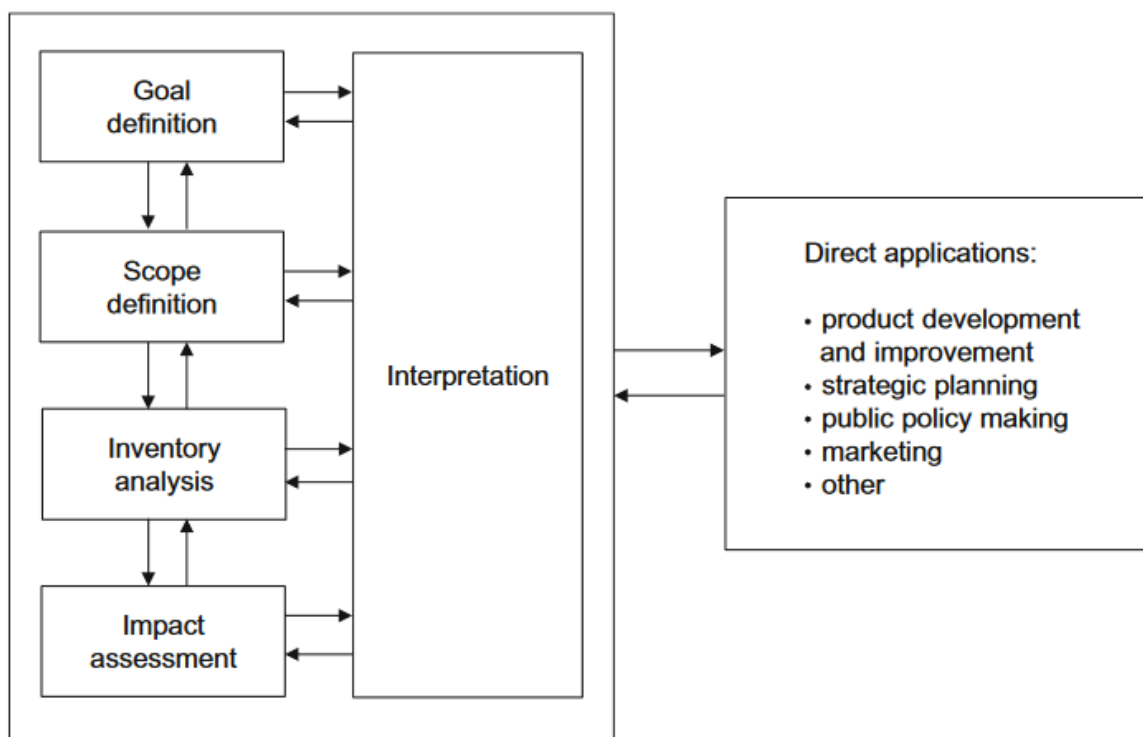 Goal
definition
Scope
definition
Inventory
analysis
Impact
assessment
Interpretation
Direct applications:
• product development
and improvement
• strategic planning
• public policy making
• marketing
• other